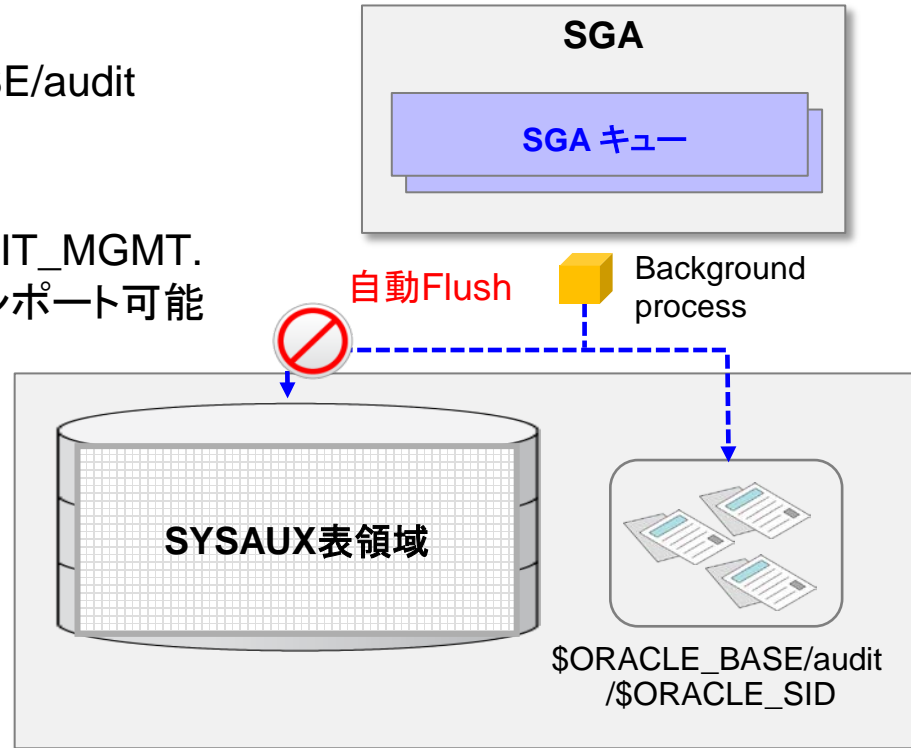 SGA
E/audit
SGA キュー
IT_MGMT.
ポート可能
自動Flush
Background
process
SYSAUX表領域
$ORACLE_BASE/audit
/$ORACLE_SID